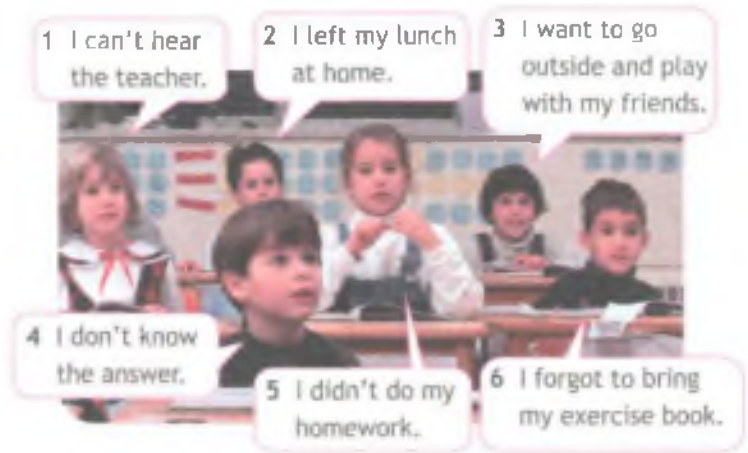 1 I can't hear
the teacher.
2 I left my lunch
at home.
3 I want to go
outside and play
with my friends.
4 I don't know
the answer.
5 I didn't do my
homework.
6 I forgot to bring
my exercise book.